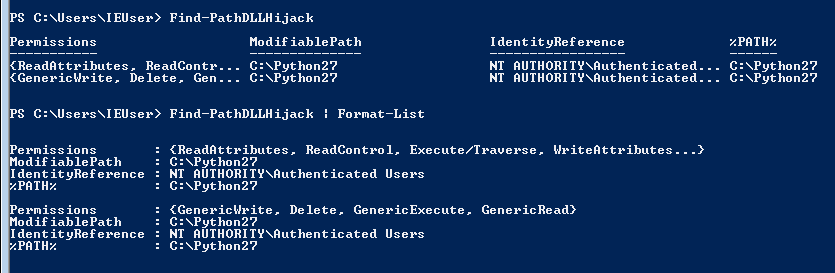 PS C:\Users\IEUser> Find-PathDLLHijack
Permissions ModifiablePath IdentityReference %PATH%
----------- -------------- ----------------- ------
{ReadAttributes, ReadContr... C:\Python27 NT AUTHORITY\Authenticated... C:\Python27
{GenericWrite, Delete, Gen... C:\Python27 NT AUTHORITY\Authenticated... C:\Python27
PS C:\Users\IEUser> Find-PathDLLHijack | Format-List
Permissions : {ReadAttributes, ReadControl, Execute/Traverse, WriteAttributes...}
ModifiablePath : C:\Python27
IdentityReference : NT AUTHORITY\Authenticated Users
%PATH% : C:\Python27
Permissions : {GenericWrite, Delete, GenericExecute, GenericRead}
ModifiablePath : C:\Python27
IdentityReference : NT AUTHORITY\Authenticated Users
%PATH% : C:\Python27